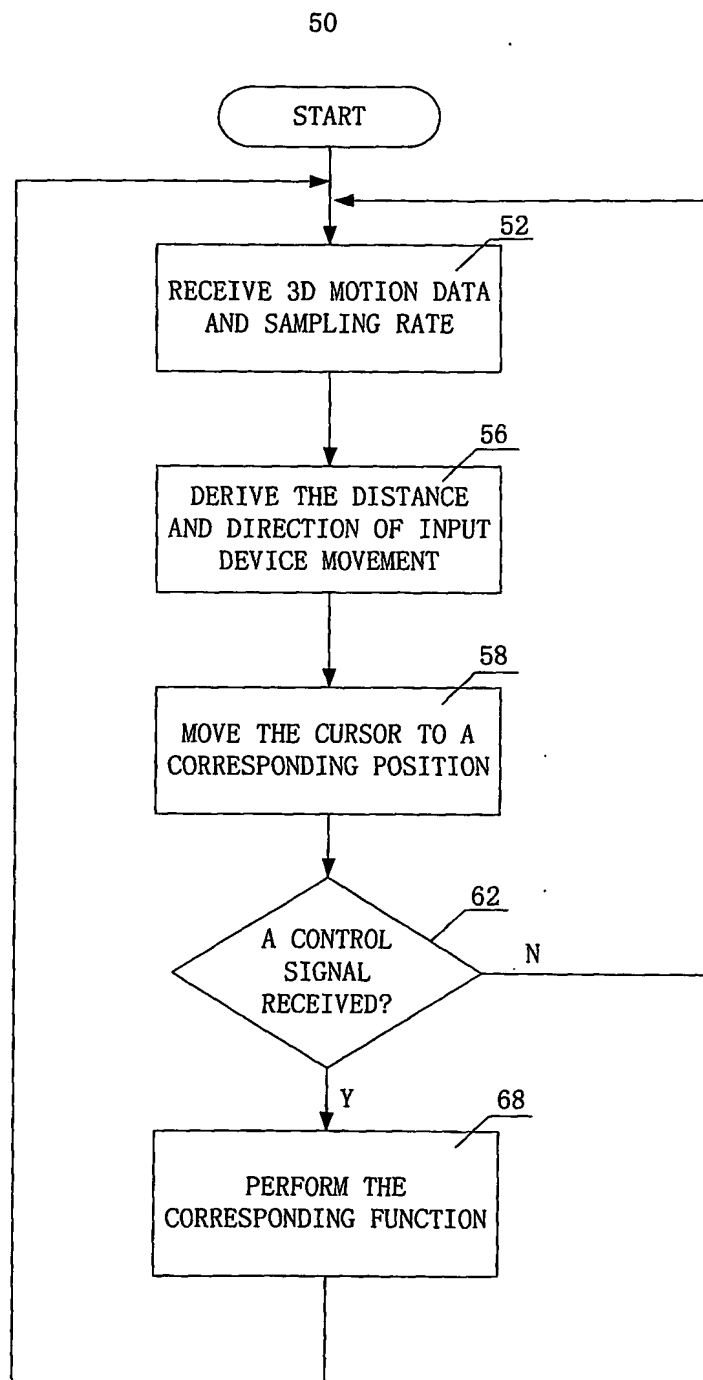 50
START
52
RECEIVE 3D MOTION DATA
AND SAMPLING RATE
56
DERIVE THE DISTANCE
AND DIRECTION OF INPUT
DEVICE MOVEMENT
58
MOVE THE CURSOR TO A
CORRESPONDING POSITION
62
A CONTROL
SIGNAL
RECEIVED?
N
Y
68
PERFORM THE
CORRESPONDING FUNCTION